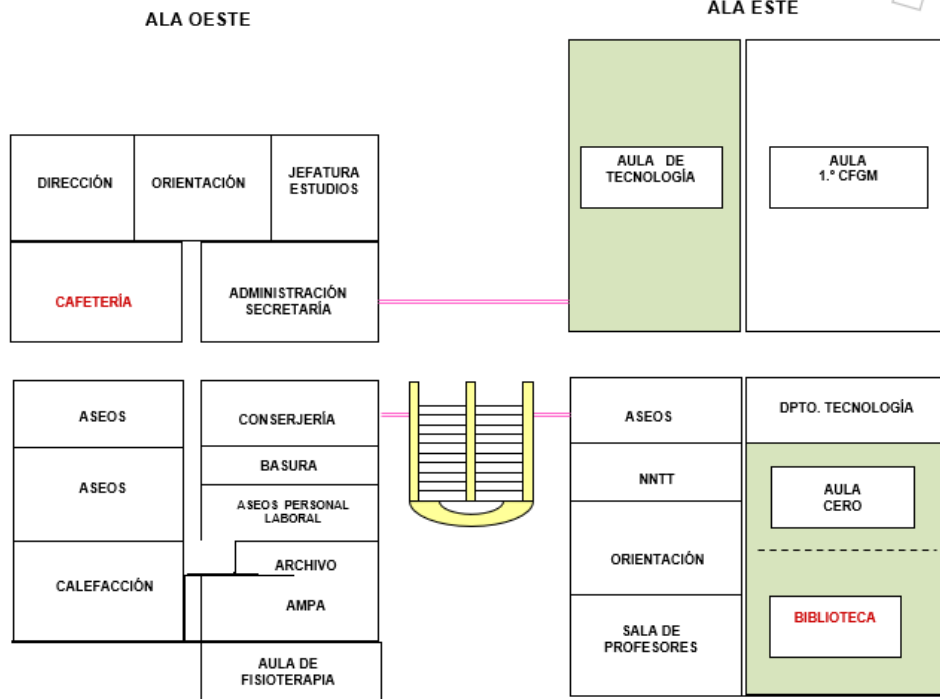 ALA OESTE
ALA ESTE
DIRECCIÓN
ORIENTACIÓN
JEFATURA
ESTUDIOS
AULA DE
TECNOLOGÍA
AULA
1.º CFGM
CAFETERÍA
ADMINISTRACIÓN
SECRETARÍA
ASEOS
CONSERJERÍA
ASEOS
DPTO. TECNOLOGÍA
BASURA
ASEOS
ASEOS PERSONAL
LABORAL
NNTT
AULA
CERO
CALEFACCIÓN
ARCHIVO
AMPA
ORIENTACIÓN
SALA DE
PROFESORES
BIBLIOTECA
AULA DE
FISIOTERAPIA